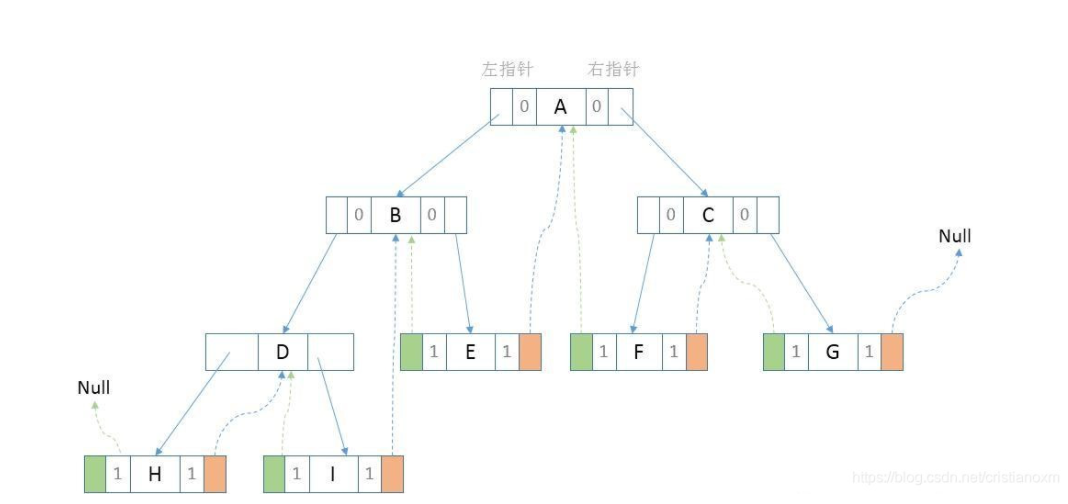 左指针 右指针
0 A 0
0 B 0
0 C 0
Null
D
1 E 1
1 F 1
1 G 1
Null
1 H 1
1 I 1
https://blog.csdn.net/cristianoxm